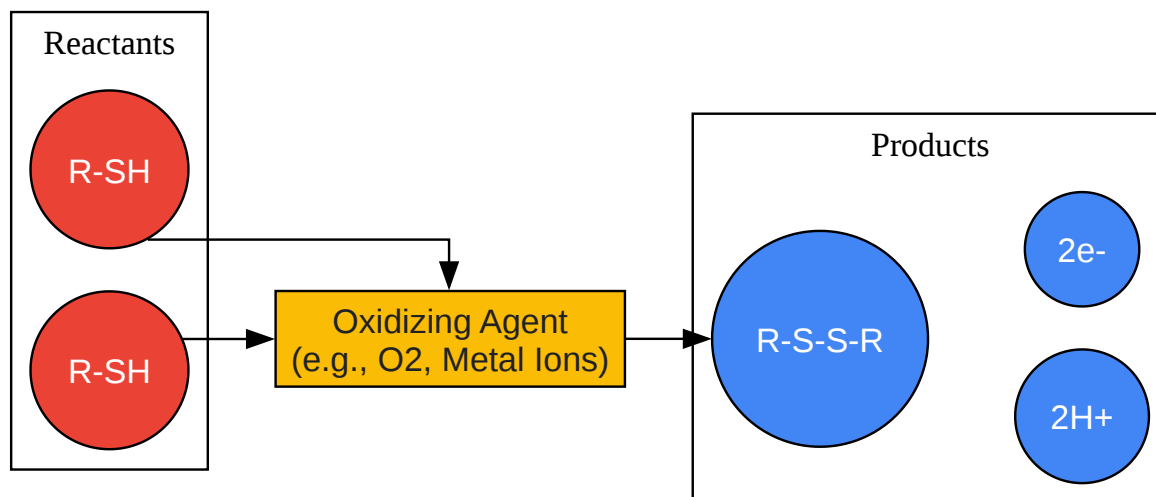 Reactants
R-SH
R-SH
Oxidizing Agent
(e.g., O2, Metal Ions)
Products
R-S-S-R
2e-
2H+